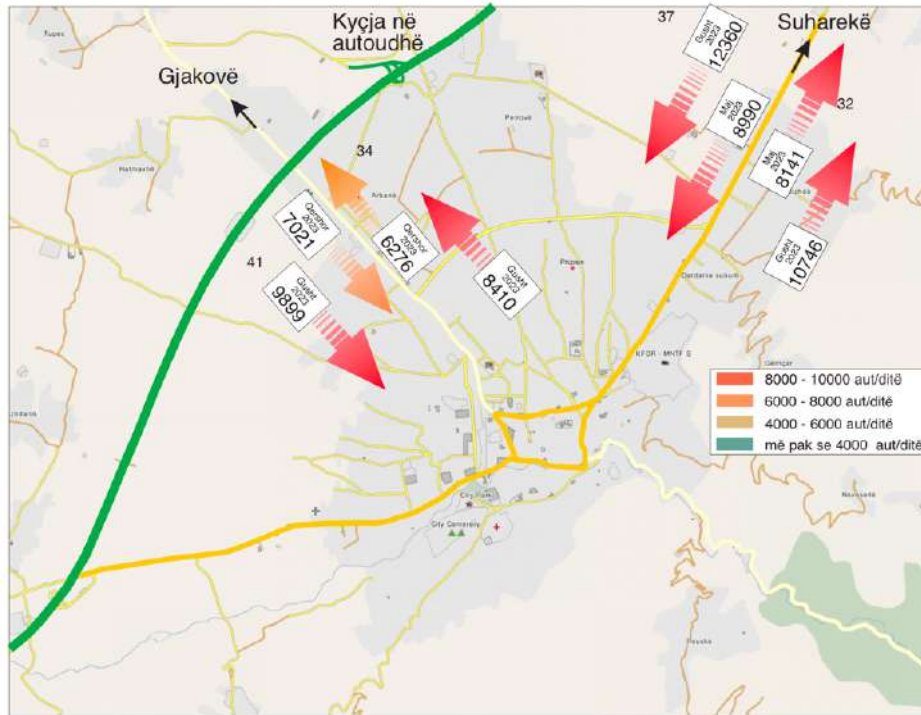 37
Suharekë
Kyçja në
autoudhë
Gjakovë
Gusht
2023
12360
Maj
2023
8990
32
Maj
2023
8141
Gusht
2023
10746
34
Arbanë
Qershor
2023
7021
Qershor
2023
6276
Gusht
2023
8410
41
Gusht
2023
9899
KFOR - MNTF S
City Park
City Cemetery
8000 - 10000 aut/ditë
6000 - 8000 aut/ditë
4000 - 6000 aut/ditë
më pak se 4000 aut/ditë